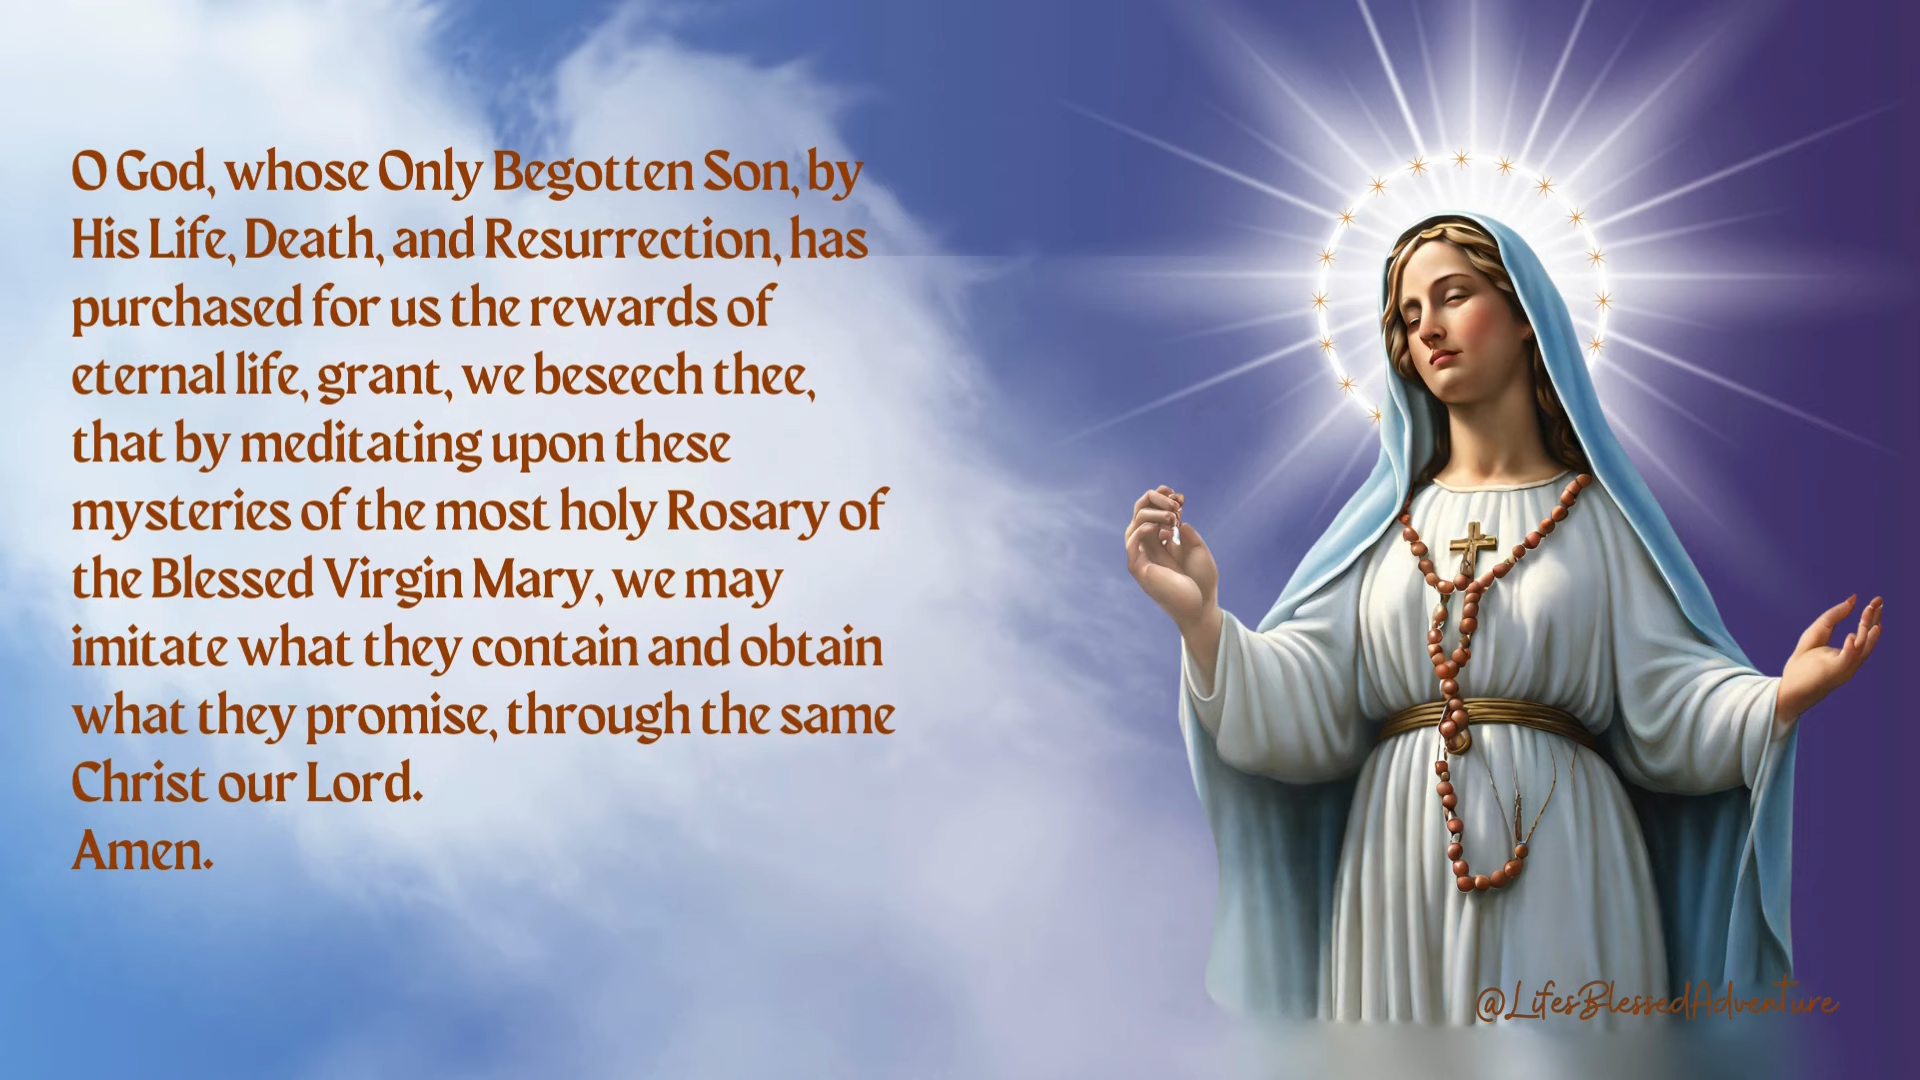 O God, whose Only Begotten Son, by
His Life, Death, and Resurrection, has
purchased for us the rewards of
eternal life, grant, we beseech thee,
that by meditating upon these
mysteries of the most holy Rosary of
the Blessed Virgin Mary, we may
imitate what they contain and obtain
what they promise, through the same
Christ our Lord.
Amen.
@LifesBlessedAdventure